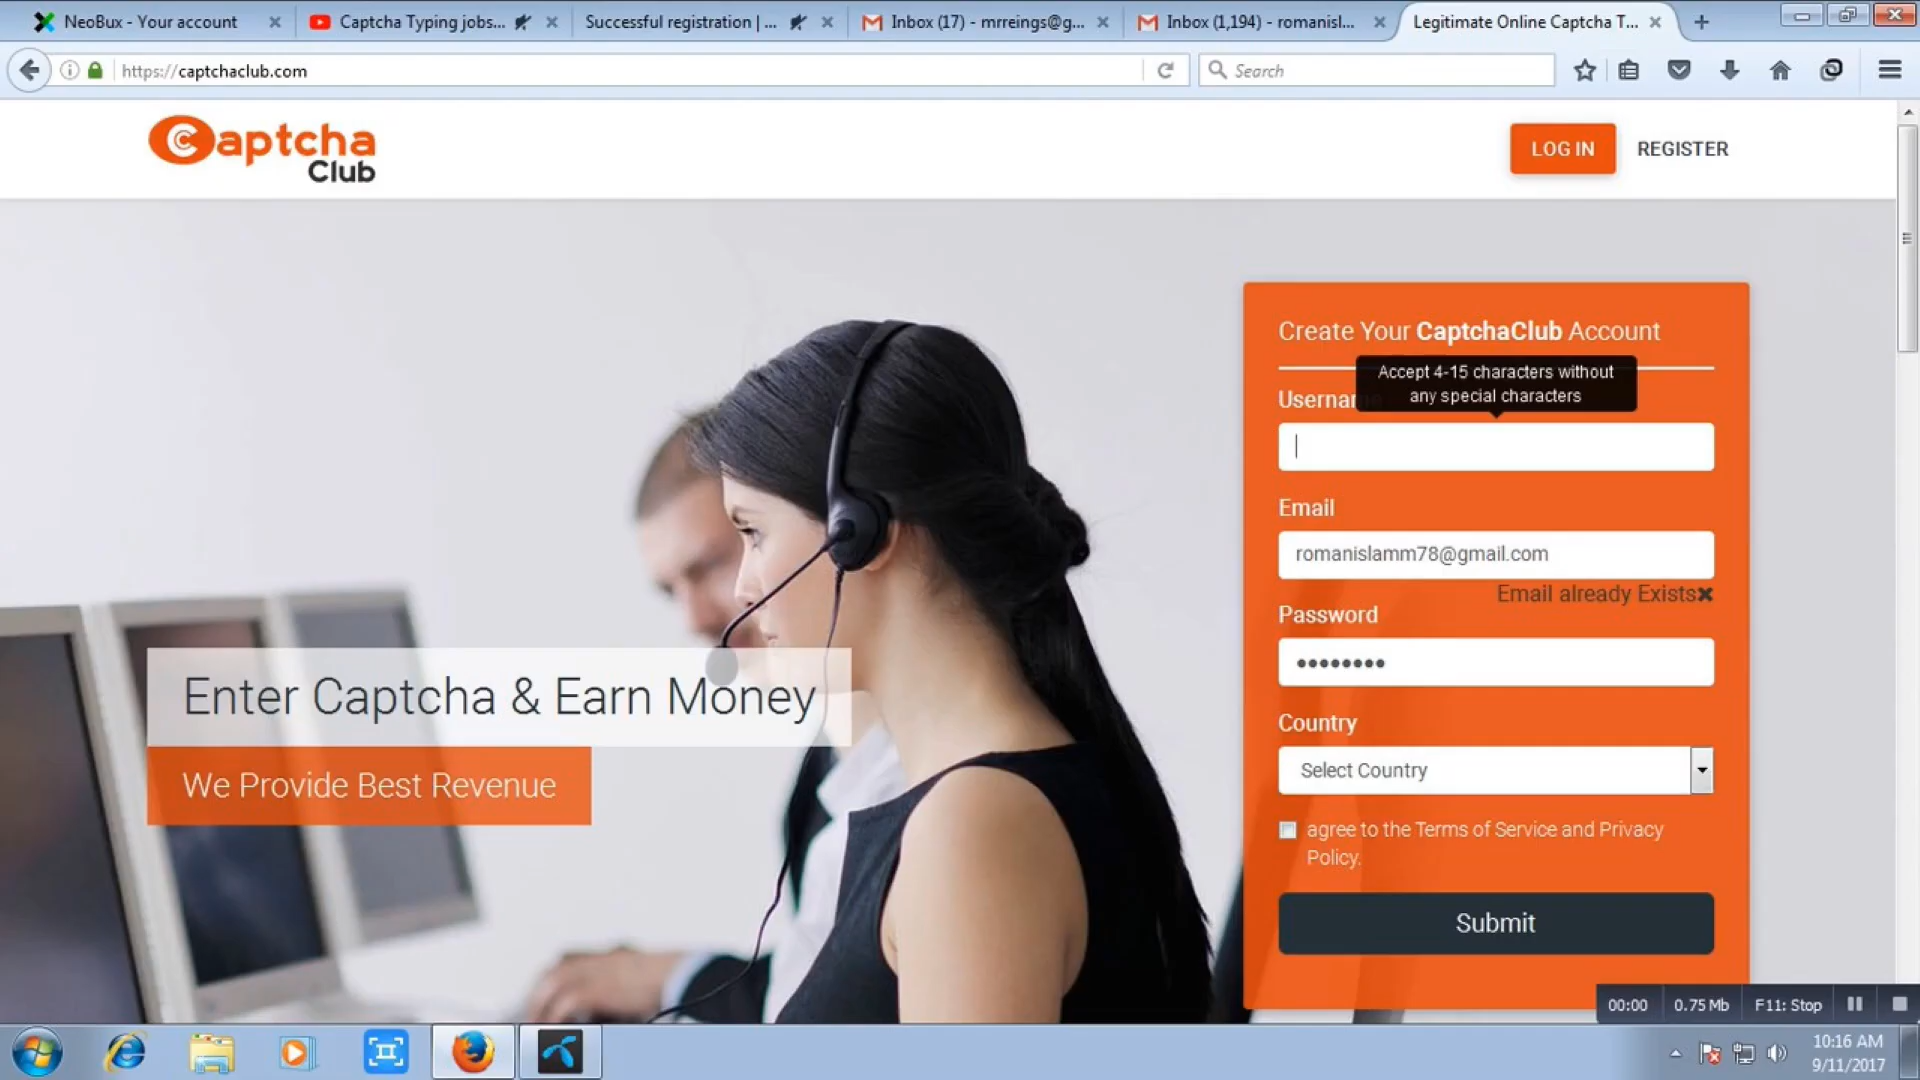 NeoBux - Your account
Captcha Typing jobs...
Successful registration | ...
Inbox (17) - mrreings@g...
Inbox (1,194) - romanisl...
Legitimate Online Captcha T...
https://captchaclub.com
Search
Captcha
Club
LOG IN
REGISTER
Create Your CaptchaClub Account
Accept 4-15 characters without
any special characters
Username
Email
romanislamm78@gmail.com
Email already Exists
Password
Country
Select Country
agree to the Terms of Service and Privacy
Policy.
Submit
Enter Captcha & Earn Money
We Provide Best Revenue
00:00
0.75 Mb
F11: Stop
10:16 AM
9/11/2017